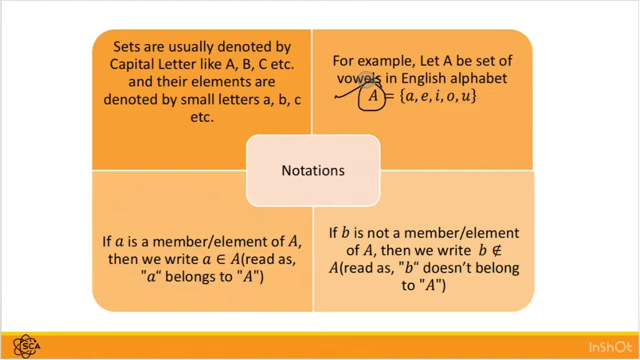 Sets are usually denoted by
Capital Letter like A, B, C etc.
and their elements are
denoted by small letters a, b, c
etc.
For example, Let A be set of
vowels in English alphabet
A = {a, e, i, o, u}
Notations
If a is a member/element of A,
then we write a ∈ A(read as,
"a“ belongs to "A")
If b is not a member/element
of A, then we write b ∉
A(read as, "b“ doesn't belong
to "A")
SCA
InShOt